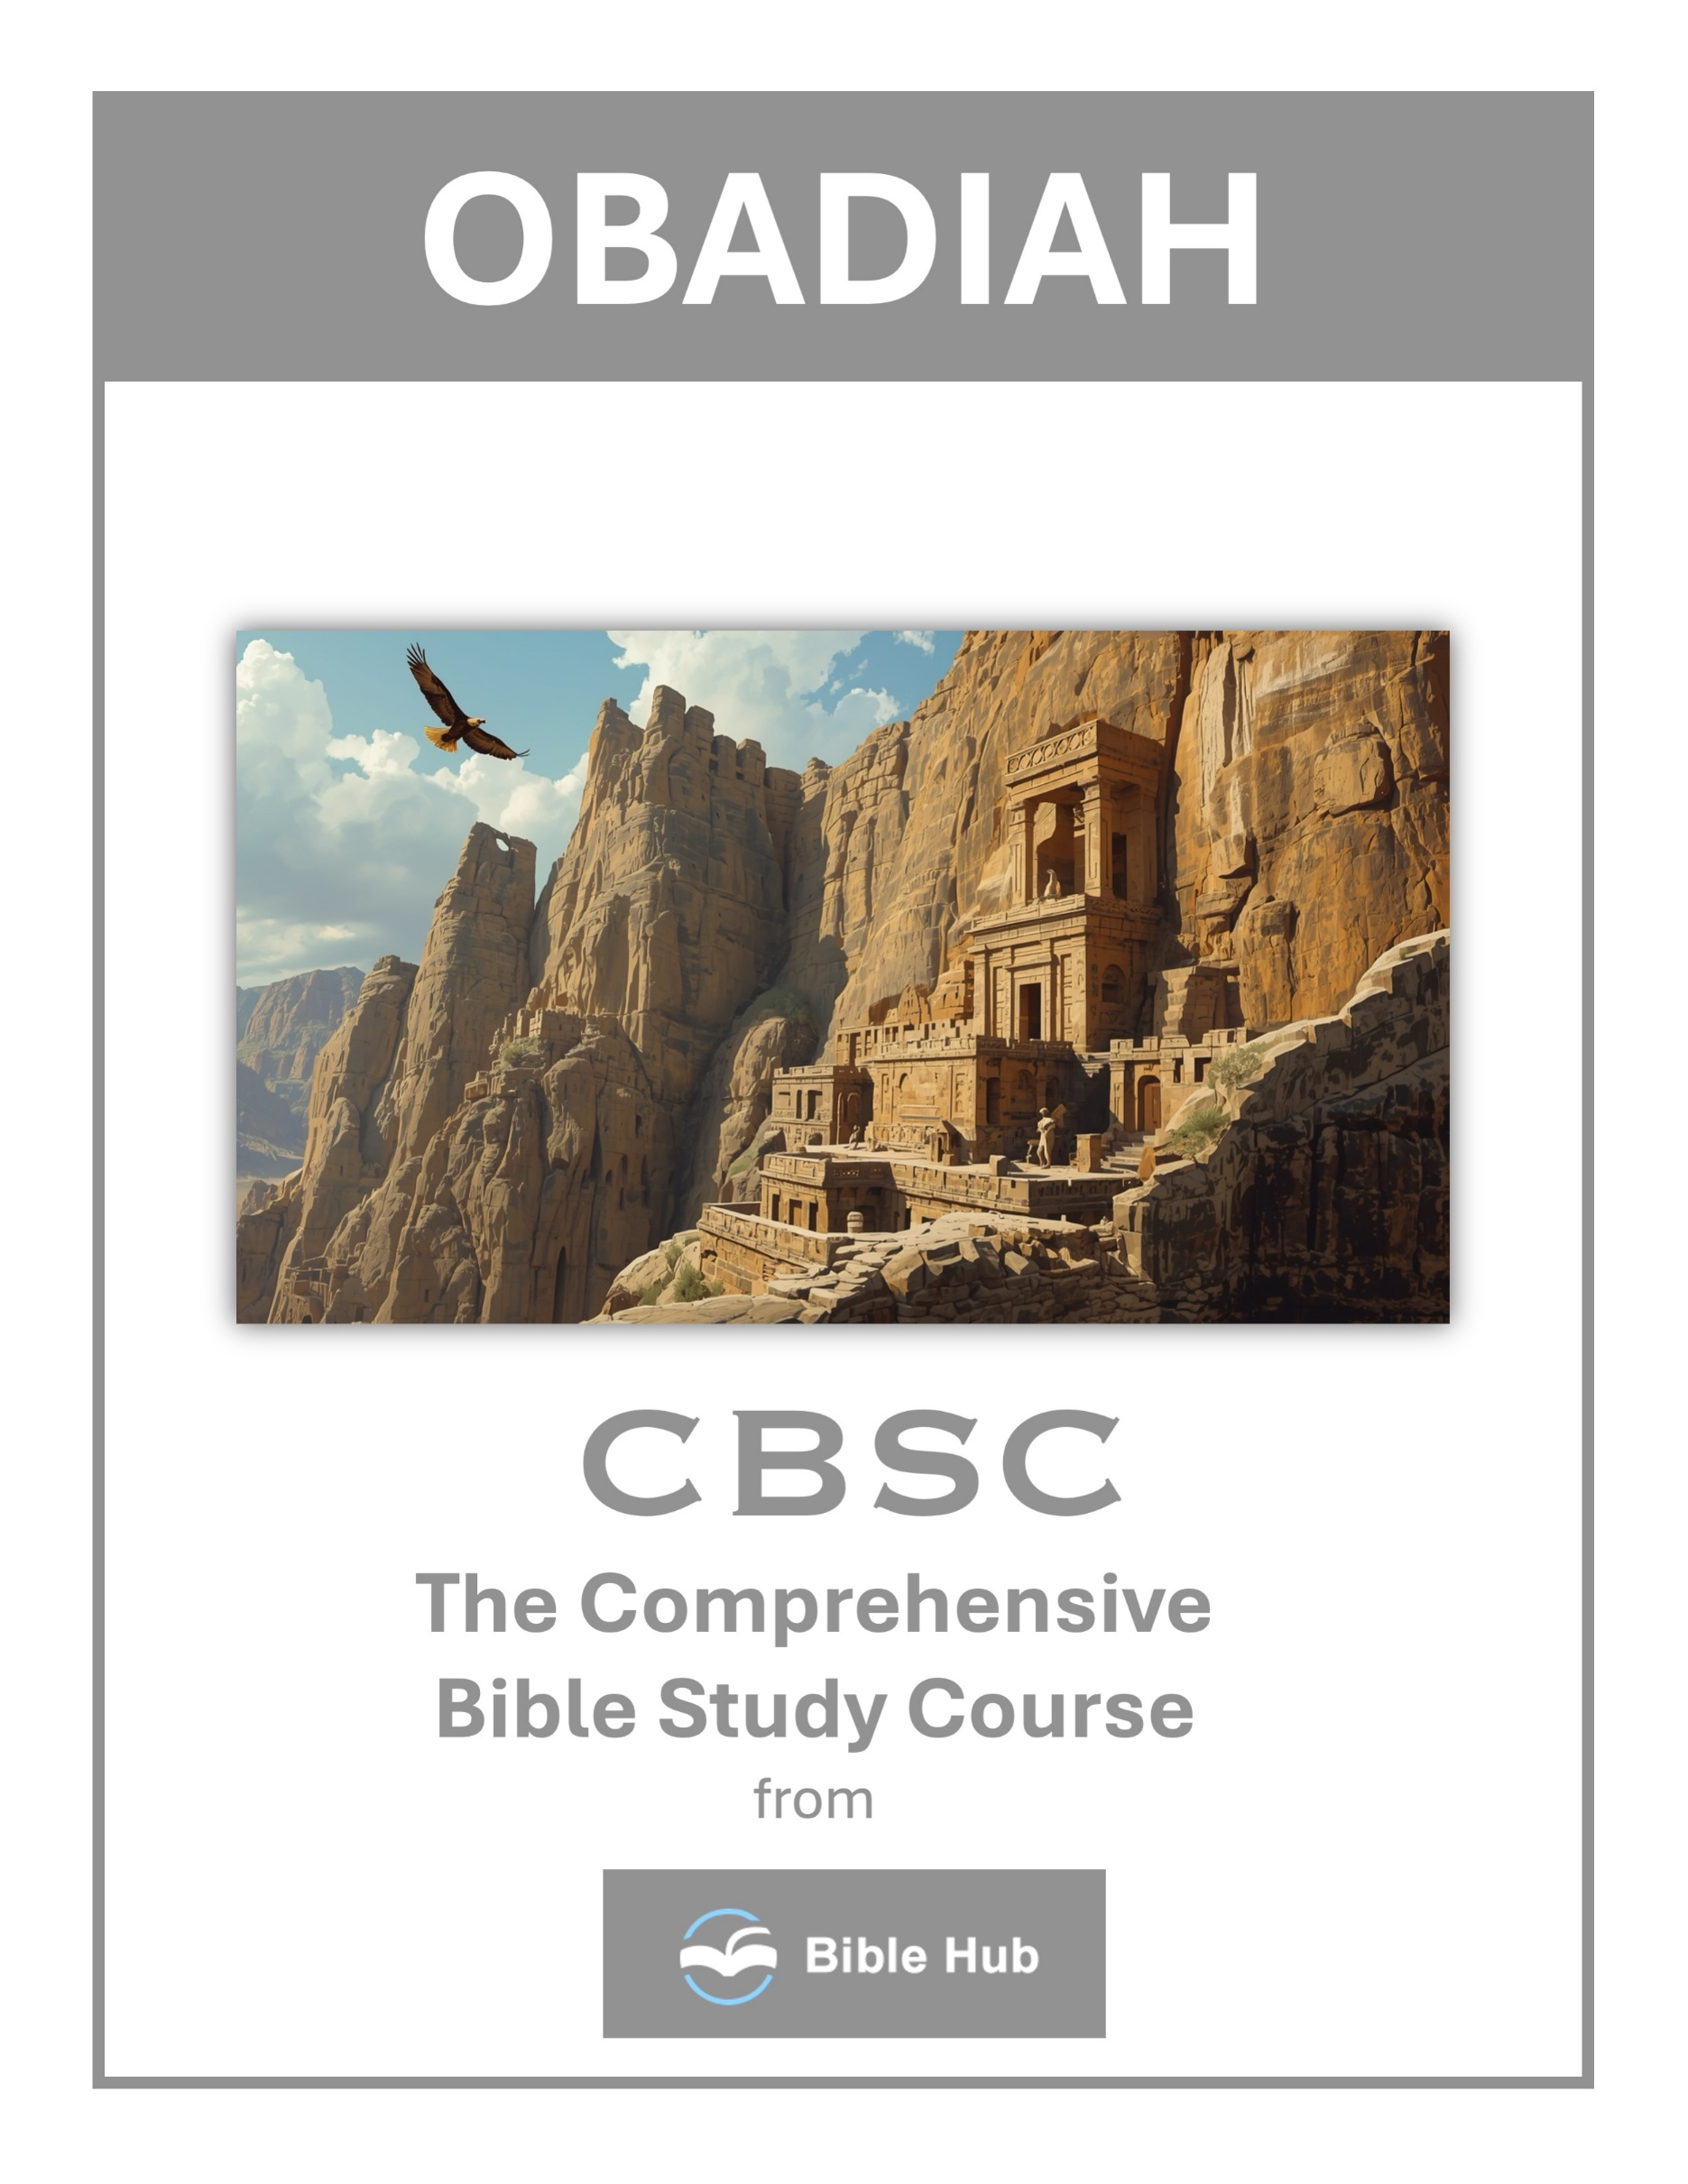 OBADIAH
CBSC
The Comprehensive
Bible Study Course
from
Bible Hub